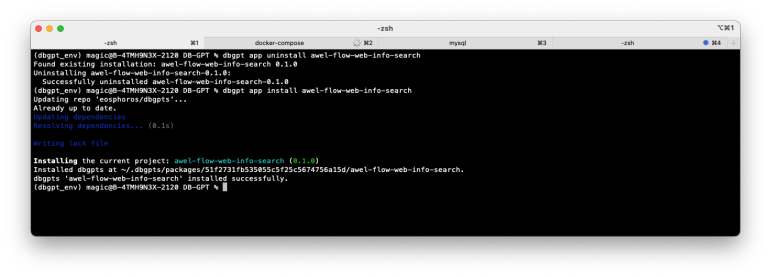 -zsh
⌥⌘1
-zsh ⌘1 docker-compose ⌘2 mysql ⌘3 -zsh ⌘4 +
(dbgpt_env) magic@B-4TMH9N3X-2120 DB-GPT % dbgpt app uninstall awel-flow-web-info-search
Found existing installation: awel-flow-web-info-search 0.1.0
Uninstalling awel-flow-web-info-search-0.1.0:
Successfully uninstalled awel-flow-web-info-search-0.1.0
(dbgpt_env) magic@B-4TMH9N3X-2120 DB-GPT % dbgpt app install awel-flow-web-info-search
Updating repo 'eosphoros/dbgpts'...
Already up to date.
Updating dependencies
Resolving dependencies... (0.1s)
Writing lock file
Installing the current project: awel-flow-web-info-search (0.1.0)
Installed dbgpts at ~/.dbgpts/packages/51f2731fb535055c5f25c5674756a15d/awel-flow-web-info-search.
dbgpts 'awel-flow-web-info-search' installed successfully.
(dbgpt_env) magic@B-4TMH9N3X-2120 DB-GPT %